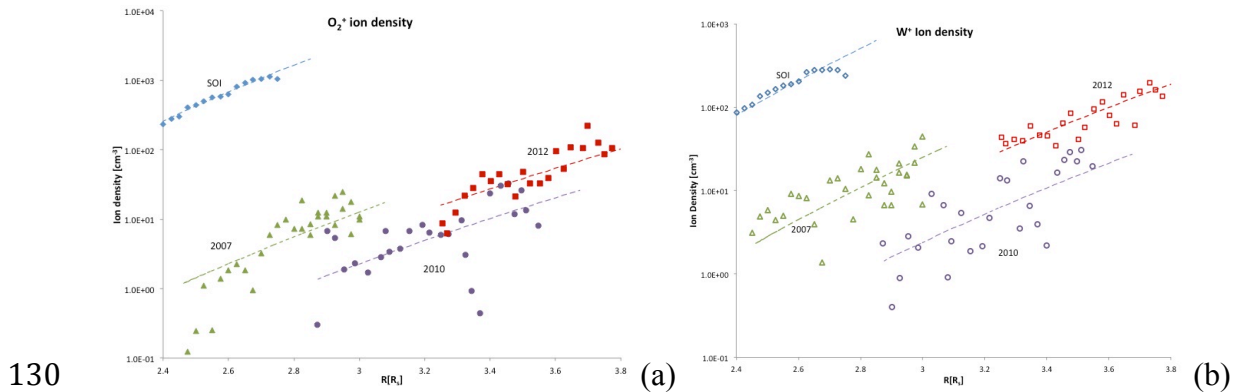 O₂⁺ ion density
1.0E+04
1.0E+03
1.0E+02
1.0E+01
1.0E+00
1.0E-01
Ion density [cm⁻³]
SOI
2012
2007
2010
2.4 2.6 2.8 3.0 3.2 3.4 3.6 3.8
R[Rₛ]
W⁺ Ion density
1.0E+03
1.0E+02
1.0E+01
1.0E+00
1.0E-01
Ion Density [cm⁻³]
SOI
2012
2007
2010
2.4 2.6 2.8 3.0 3.2 3.4 3.6 3.8
R[Rₛ]
130 (a) (b)